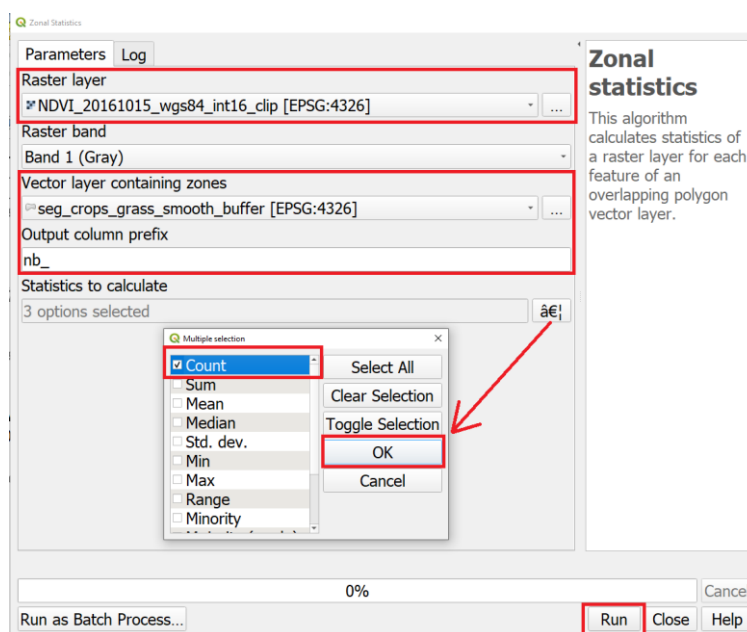 Zonal Statistics
Parameters
Log
Raster layer
NDVI_20161015_wgs84_int16_clip [EPSG:4326]
...
Raster band
Band 1 (Gray)
Vector layer containing zones
seg_crops_grass_smooth_buffer [EPSG:4326]
...
Output column prefix
nb_
Statistics to calculate
3 options selected
â€¦
Multiple selection
Count
Sum
Mean
Median
Std. dev.
Min
Max
Range
Minority
Select All
Clear Selection
Toggle Selection
OK
Cancel
Zonal
statistics
This algorithm
calculates statistics of
a raster layer for each
feature of an
overlapping polygon
vector layer.
0%
Cance
Run as Batch Process...
Run
Close
Help